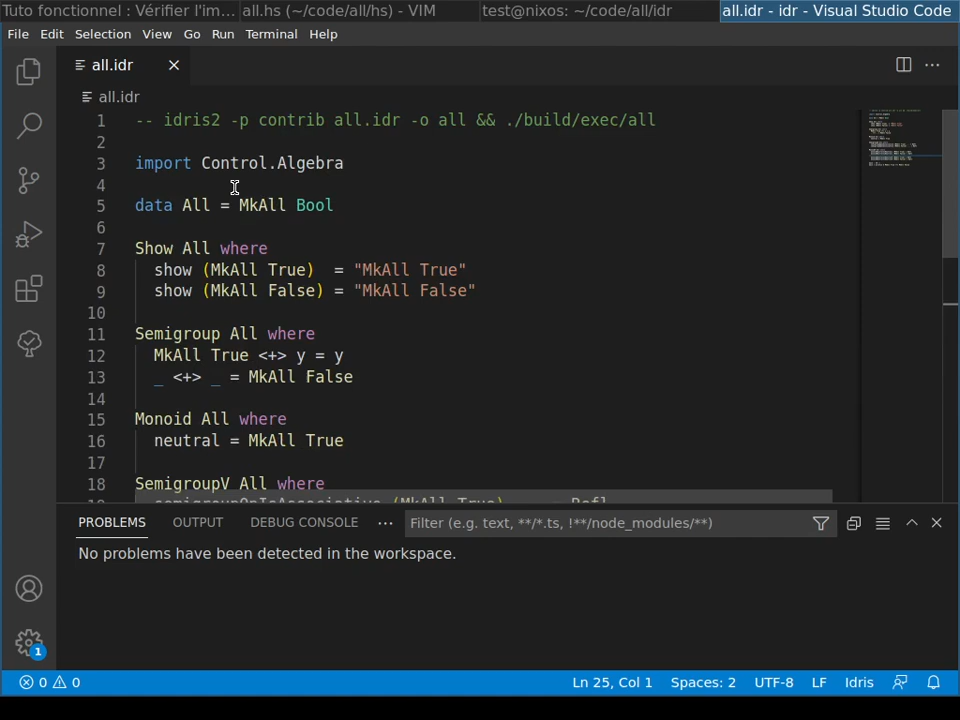 Tuto fonctionnel : Vérifier l'im... all.hs (~/code/all/hs) - VIM test@nixos: ~/code/all/idr all.idr - idr - Visual Studio Code
File Edit Selection View Go Run Terminal Help
all.idr
all.idr
1 -- idris2 -p contrib all.idr -o all && ./build/exec/all
2
3 import Control.Algebra
4
5 data All = MkAll Bool
6
7 Show All where
8 show (MkAll True)  = "MkAll True"
9 show (MkAll False) = "MkAll False"
10
11 Semigroup All where
12 MkAll True <+> y = y
13 _ <+> _ = MkAll False
14
15 Monoid All where
16 neutral = MkAll True
17
18 SemigroupV All where
19 semigroupOpIsAssociative (MkAll True) _ _ = Refl
PROBLEMS OUTPUT DEBUG CONSOLE ··· Filter (e.g. text, **/*.ts, !**/node_modules/**)
No problems have been detected in the workspace.
1
0 0 Ln 25, Col 1 Spaces: 2 UTF-8 LF Idris